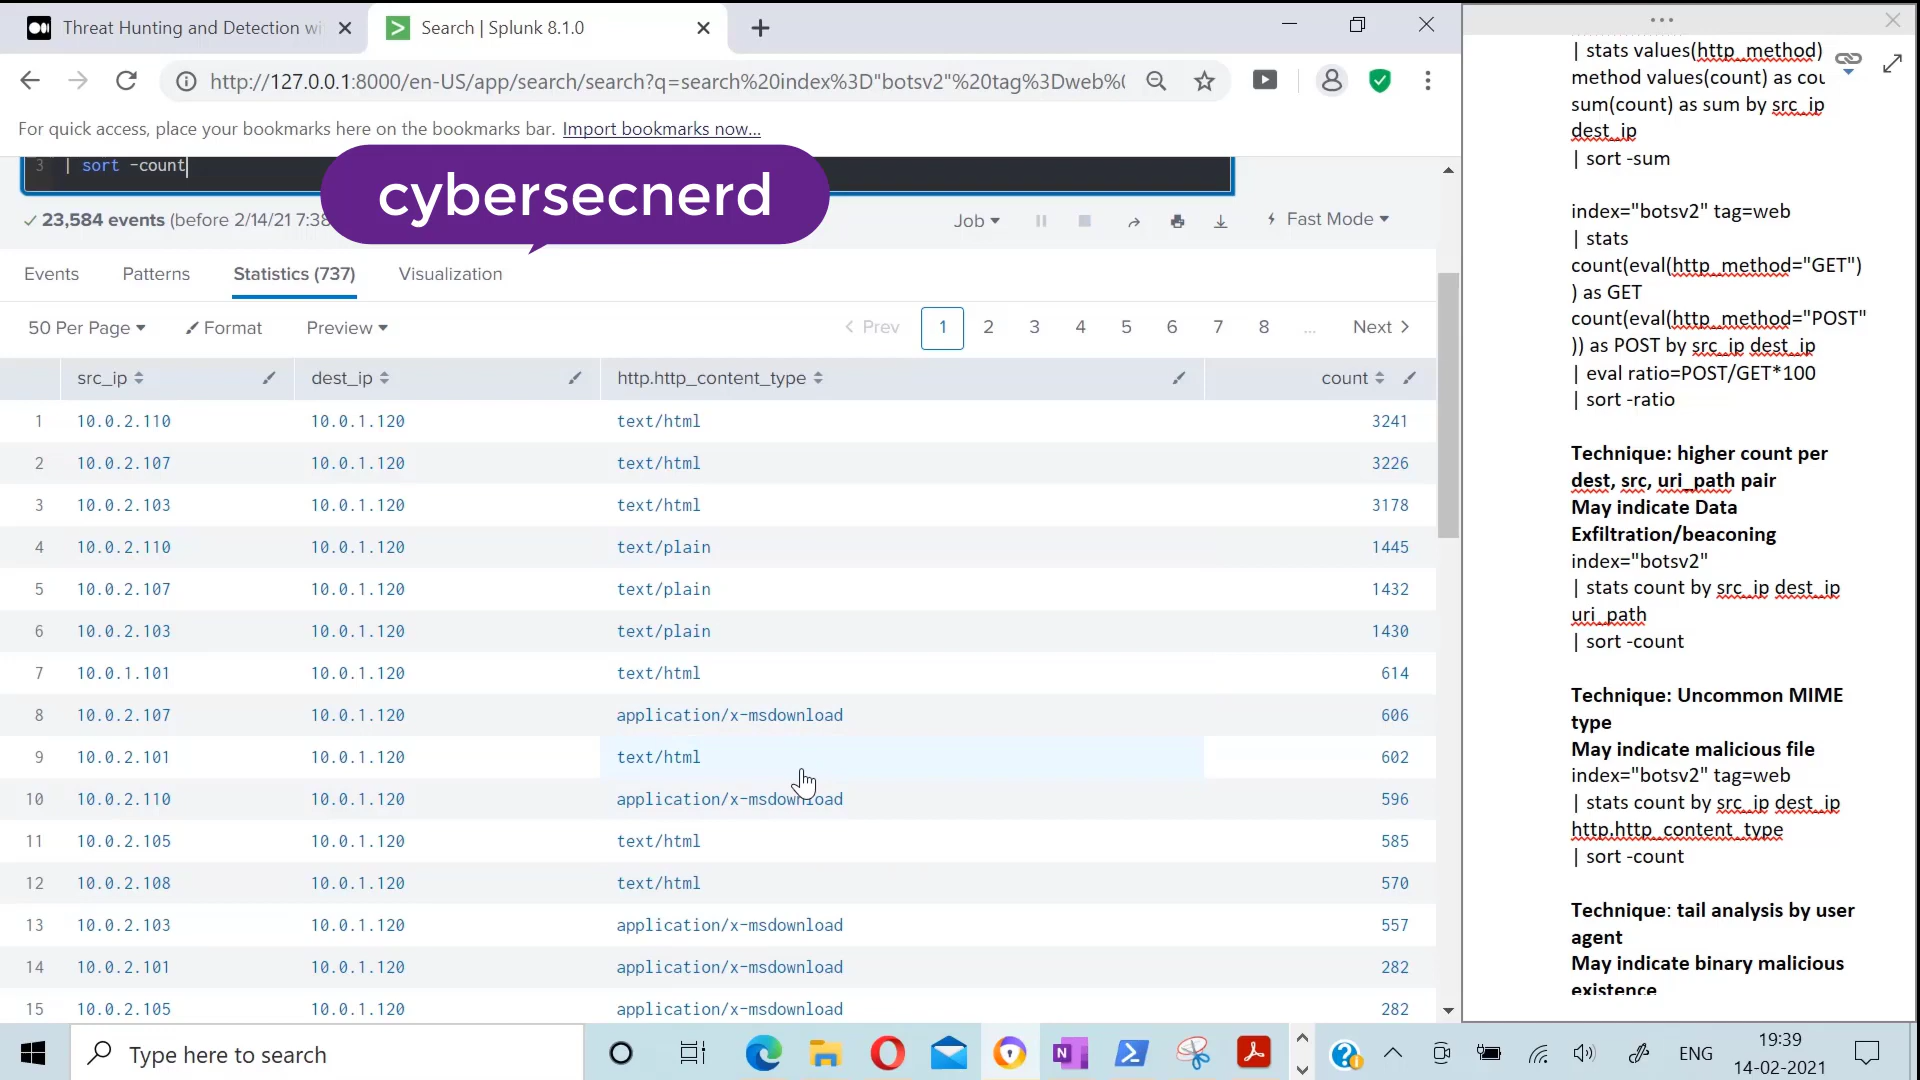 Threat Hunting and Detection wi
Search | Splunk 8.1.0
http://127.0.0.1:8000/en-US/app/search/search?q=search%20index%3D"botsv2"%20tag%3Dweb%
For quick access, place your bookmarks here on the bookmarks bar. Import bookmarks now...
3 | sort -count
cybersecnerd
23,584 events (before 2/14/21 7:38
Job
Fast Mode
Events Patterns Statistics (737) Visualization
50 Per Page Format Preview
< Prev 1 2 3 4 5 6 7 8 ... Next >
src_ip dest_ip http.http_content_type count
1 10.0.2.110 10.0.1.120 text/html 3241
2 10.0.2.107 10.0.1.120 text/html 3226
3 10.0.2.103 10.0.1.120 text/html 3178
4 10.0.2.110 10.0.1.120 text/plain 1445
5 10.0.2.107 10.0.1.120 text/plain 1432
6 10.0.2.103 10.0.1.120 text/plain 1430
7 10.0.1.101 10.0.1.120 text/html 614
8 10.0.2.107 10.0.1.120 application/x-msdownload 606
9 10.0.2.101 10.0.1.120 text/html 602
10 10.0.2.110 10.0.1.120 application/x-msdownload 596
11 10.0.2.105 10.0.1.120 text/html 585
12 10.0.2.108 10.0.1.120 text/html 570
13 10.0.2.103 10.0.1.120 application/x-msdownload 557
14 10.0.2.101 10.0.1.120 application/x-msdownload 282
15 10.0.2.105 10.0.1.120 application/x-msdownload 282
| stats values(http_method)
method values(count) as cou
sum(count) as sum by src_ip
dest_ip
| sort -sum
index="botsv2" tag=web
| stats
count(eval(http_method="GET")
) as GET
count(eval(http_method="POST"
)) as POST by src_ip dest_ip
| eval ratio=POST/GET*100
| sort -ratio
Technique: higher count per
dest, src, uri_path pair
May indicate Data
Exfiltration/beaconing
index="botsv2"
| stats count by src_ip dest_ip
uri_path
| sort -count
Technique: Uncommon MIME
type
May indicate malicious file
index="botsv2" tag=web
| stats count by src_ip dest_ip
http.http_content_type
| sort -count
Technique: tail analysis by user
agent
May indicate binary malicious
existence
Type here to search
ENG
19:39
14-02-2021